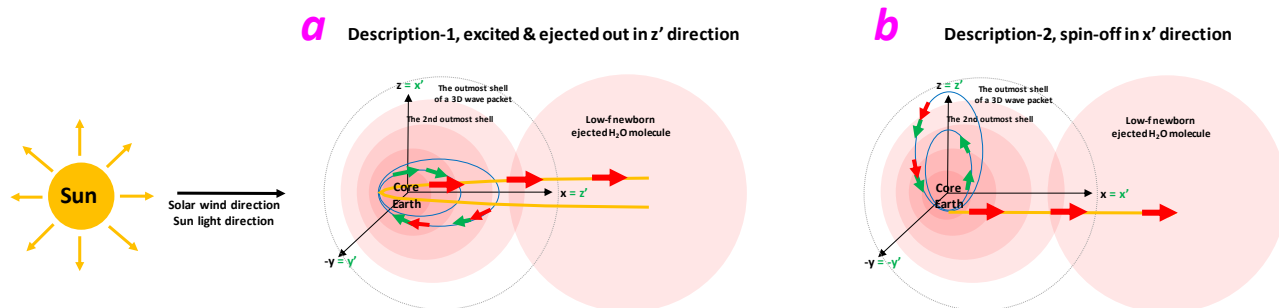 a
Description-1, excited & ejected out in z’ direction
b
Description-2, spin-off in x’ direction
Sun
Solar wind direction
Sun light direction
z = x’
The outmost shell
of a 3D wave packet
The 2nd outmost shell
Low-f newborn
ejected H₂O molecule
Core
Earth
x = z’
-y = y’
z = z’
The outmost shell
of a 3D wave packet
The 2nd outmost shell
Low-f newborn
ejected H₂O molecule
Core
Earth
x = x’
-y = -y’